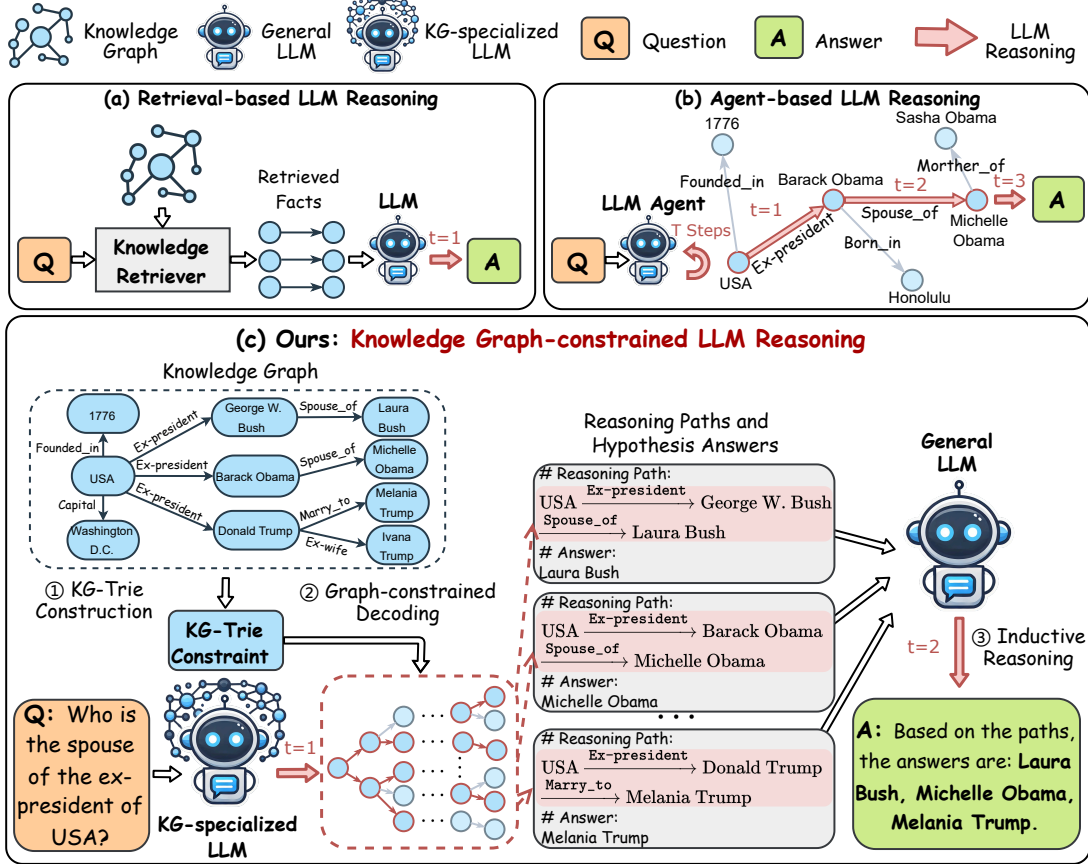 Knowledge
Graph
General
LLM
KG-specialized
LLM
Q
Question
A
Answer
LLM
Reasoning
(a) Retrieval-based LLM Reasoning
Retrieved
Facts
LLM
Q
Knowledge
Retriever
t=1
A
(b) Agent-based LLM Reasoning
1776
Sasha Obama
Founded_in
Barack Obama
Morther_of
LLM Agent
t=1
t=2
t=3
A
T Steps
Spouse_of
Michelle
Obama
Q
Ex-president
Born_in
USA
Honolulu
(c) Ours: Knowledge Graph-constrained LLM Reasoning
Knowledge Graph
1776
Founded_in
USA
Capital
Washington
D.C.
Ex-president
George W.
Bush
Spouse_of
Laura
Bush
Ex-president
Barack Obama
Spouse_of
Michelle
Obama
Ex-president
Donald Trump
Marry_to
Melania
Trump
Ex-wife
Ivana
Trump
① KG-Trie
Construction
② Graph-constrained
Decoding
KG-Trie
Constraint
Q: Who is
the spouse
of the ex-
president of
USA?
KG-specialized
LLM
t=1
Reasoning Paths and
Hypothesis Answers
# Reasoning Path:
Ex-president
USA → George W. Bush
Spouse_of
→ Laura Bush
# Answer:
Laura Bush
# Reasoning Path:
Ex-president
USA → Barack Obama
Spouse_of
→ Michelle Obama
# Answer:
Michelle Obama
...
# Reasoning Path:
Ex-president
USA → Donald Trump
Marry_to
→ Melania Trump
# Answer:
Melania Trump
General
LLM
t=2
③ Inductive
Reasoning
A: Based on the paths,
the answers are: Laura
Bush, Michelle Obama,
Melania Trump.